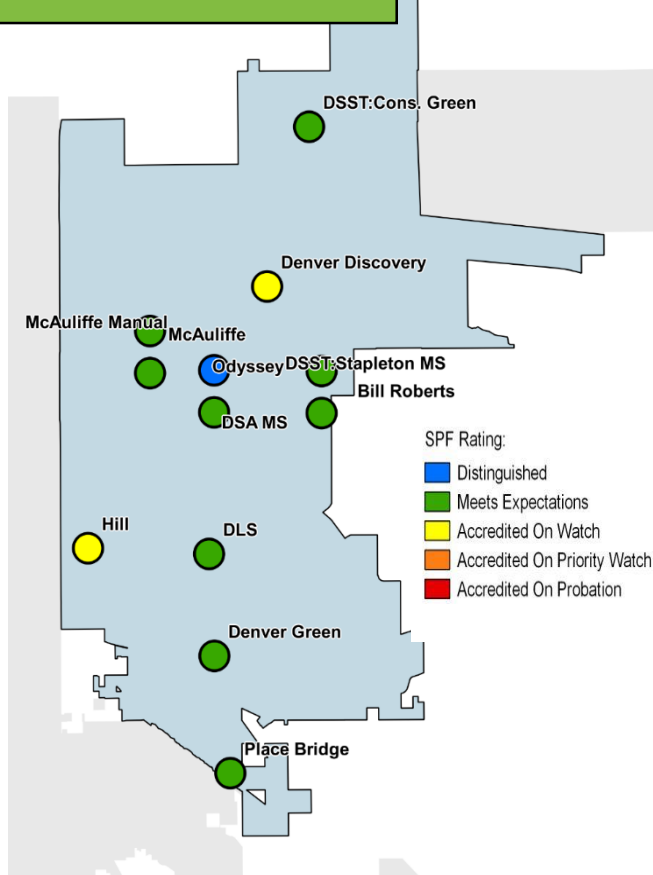 DSST:Cons. Green
Denver Discovery
McAuliffe Manual
McAuliffe
Odyssey
DSST:Stapleton MS
Bill Roberts
DSA MS
SPF Rating:
Distinguished
Meets Expectations
Accredited On Watch
Accredited On Priority Watch
Accredited On Probation
Hill
DLS
Denver Green
Place Bridge